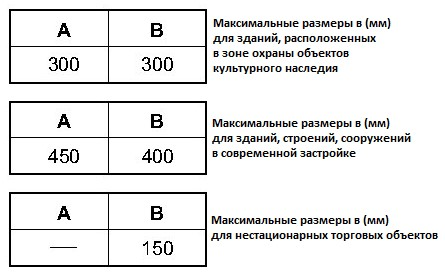 A B
300 300
Максимальные размеры в (мм)
для зданий, расположенных
в зоне охраны объектов
культурного наследия
A B
450 400
Максимальные размеры в (мм)
для зданий, строений, сооружений
в современной застройке
A B
— 150
Максимальные размеры в (мм)
для нестационарных торговых объектов